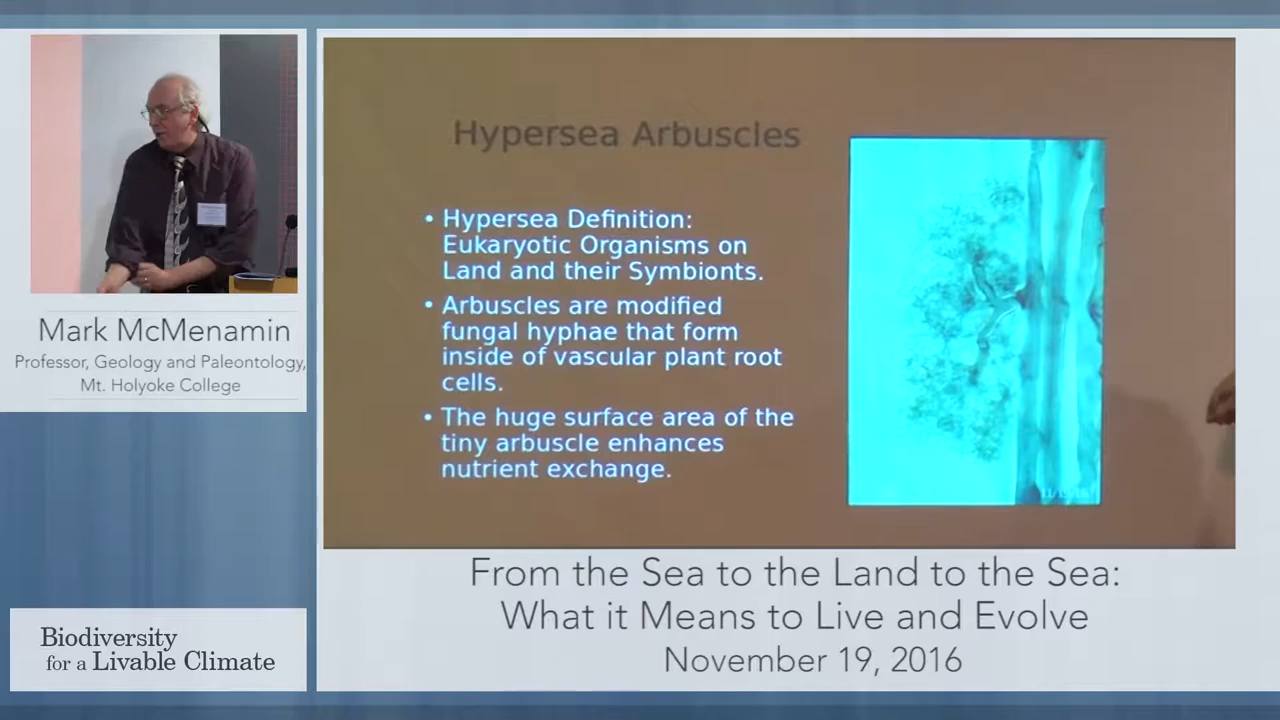 Hypersea Arbuscles
• Hypersea Definition:
Eukaryotic Organisms on
Land and their Symbionts.
• Arbuscles are modified
fungal hyphae that form
inside of vascular plant root
cells.
• The huge surface area of the
tiny arbuscle enhances
nutrient exchange.
Mark McMenamin
Professor, Geology and Paleontology,
Mt. Holyoke College
From the Sea to the Land to the Sea:
What it Means to Live and Evolve
November 19, 2016
Biodiversity
for a Livable Climate